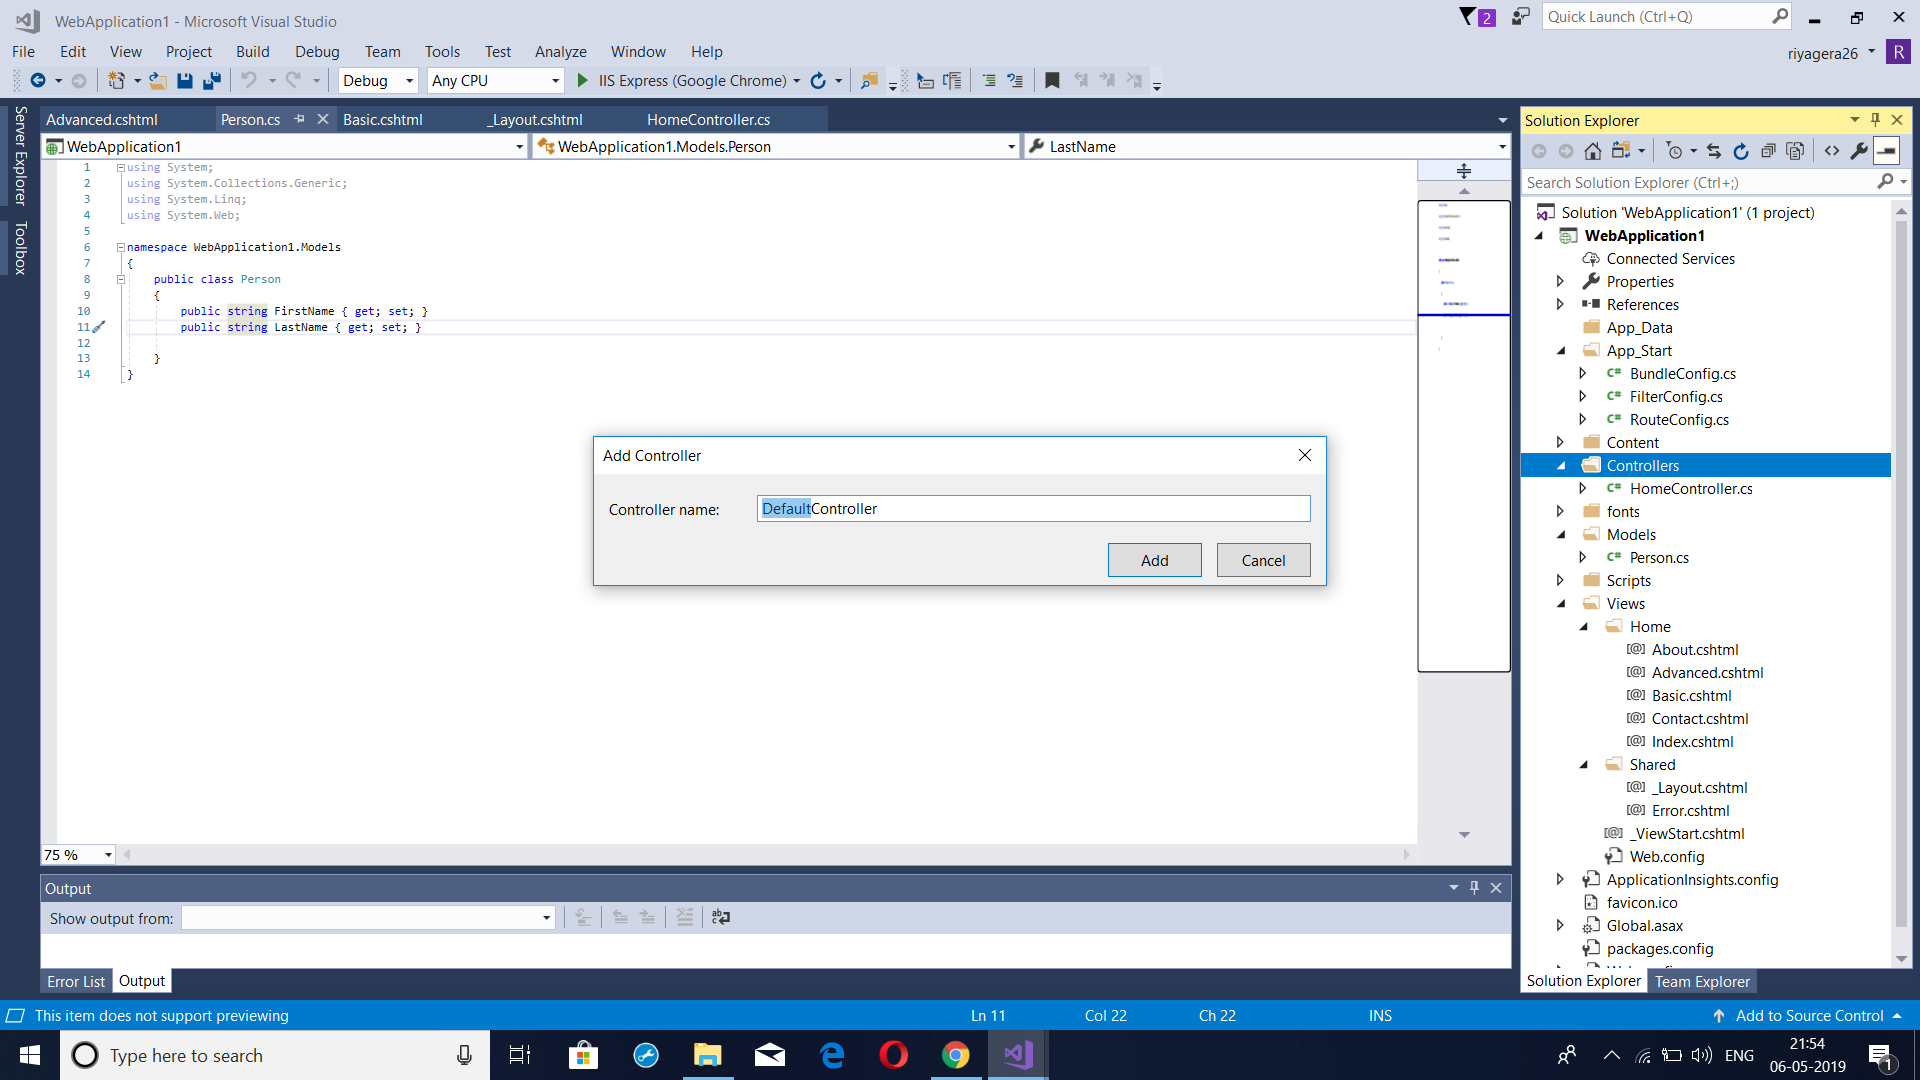 WebApplication1 - Microsoft Visual Studio
2
Quick Launch (Ctrl+Q)
File Edit View Project Build Debug Team Tools Test Analyze Window Help
riyagera26 R
Debug Any CPU IIS Express (Google Chrome)
Server Explorer
Toolbox
Advanced.cshtml Person.cs Basic.cshtml _Layout.cshtml HomeController.cs
WebApplication1 WebApplication1.Models.Person LastName
1 using System;
2 using System.Collections.Generic;
3 using System.Linq;
4 using System.Web;
5
6 namespace WebApplication1.Models
7 {
8 public class Person
9 {
10 public string FirstName { get; set; }
11 public string LastName { get; set; }
12
13 }
14 }
Add Controller
Controller name: DefaultController
Add Cancel
75 %
Output
Show output from:
Error List Output
Solution Explorer
Search Solution Explorer (Ctrl+;)
Solution 'WebApplication1' (1 project)
WebApplication1
Connected Services
Properties
References
App_Data
App_Start
C# BundleConfig.cs
C# FilterConfig.cs
C# RouteConfig.cs
Content
Controllers
C# HomeController.cs
fonts
Models
C# Person.cs
Scripts
Views
Home
[@] About.cshtml
[@] Advanced.cshtml
[@] Basic.cshtml
[@] Contact.cshtml
[@] Index.cshtml
Shared
[@] _Layout.cshtml
[@] Error.cshtml
[@] _ViewStart.cshtml
Web.config
ApplicationInsights.config
favicon.ico
Global.asax
packages.config
Solution Explorer Team Explorer
This item does not support previewing Ln 11 Col 22 Ch 22 INS Add to Source Control
Type here to search
ENG
21:54
06-05-2019
1